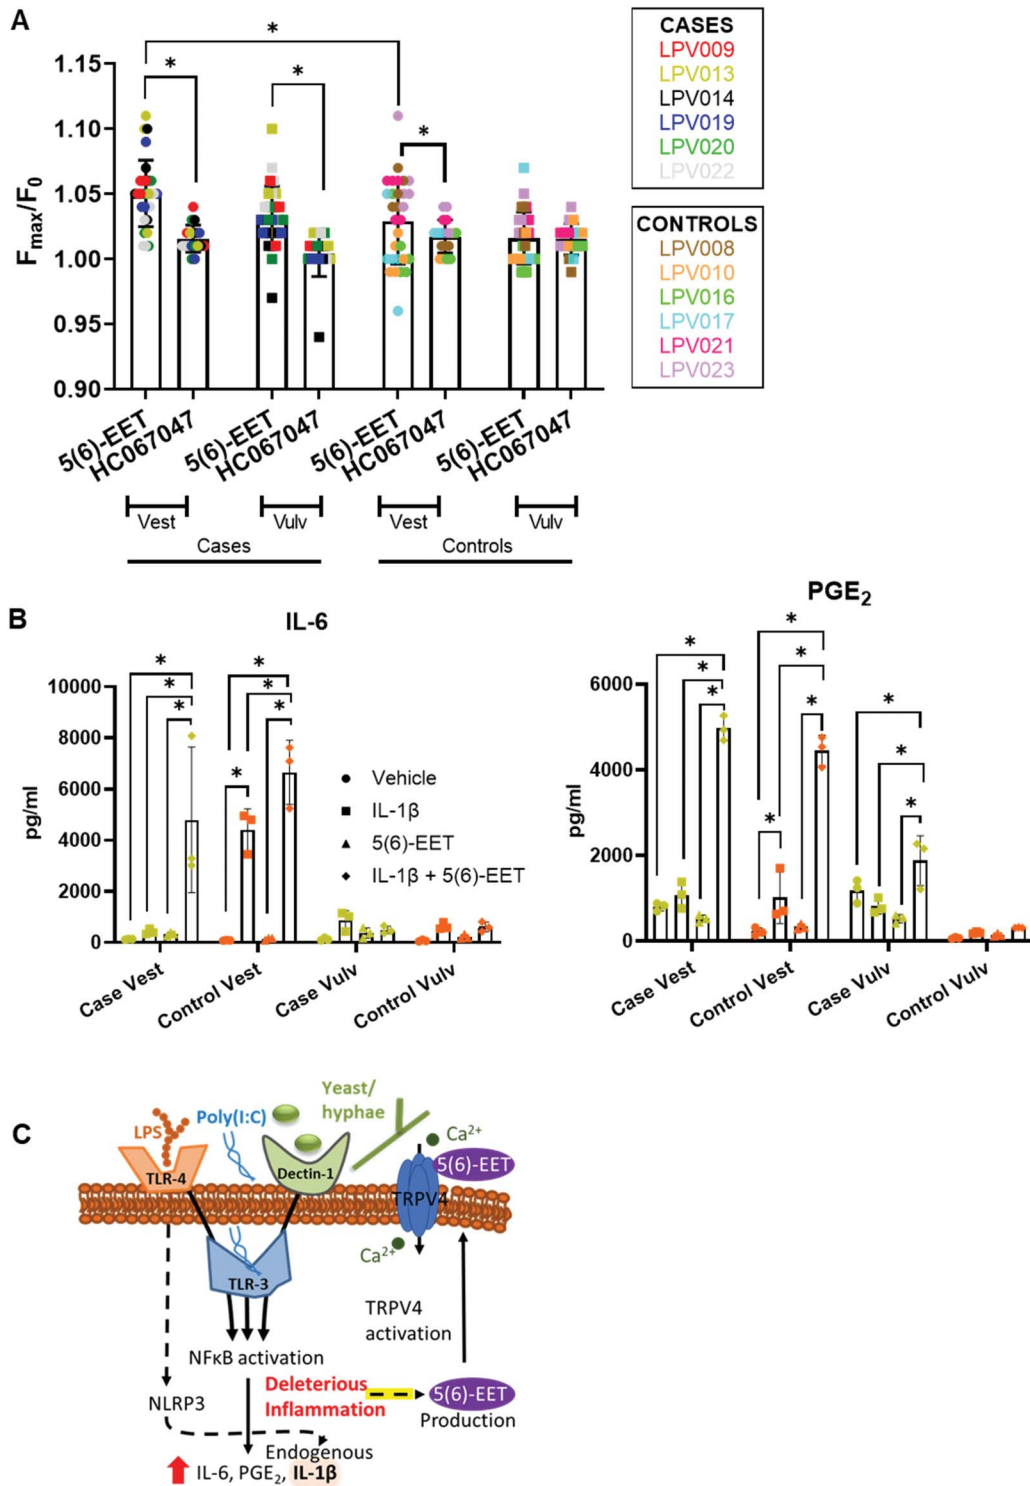 A
1.15
1.10
1.05
1.00
0.95
0.90
Fmax/F0
*
*
*
*
5(6)-EET
HC067047
5(6)-EET
HC067047
5(6)-EET
HC067047
5(6)-EET
HC067047
Vest
Vulv
Vest
Vulv
Cases
Controls
CASES
LPV009
LPV013
LPV014
LPV019
LPV020
LPV022
CONTROLS
LPV008
LPV010
LPV016
LPV017
LPV021
LPV023
B
IL-6
10000
8000
6000
4000
2000
0
pg/ml
*
*
*
*
*
*
*
Case Vest
Control Vest
Case Vulv
Control Vulv
Vehicle
IL-1β
5(6)-EET
IL-1β + 5(6)-EET
PGE2
6000
4000
2000
0
pg/ml
*
*
*
*
*
*
*
*
*
*
Case Vest
Control Vest
Case Vulv
Control Vulv
C
LPS
Poly(I:C)
Yeast/
hyphae
TLR-4
Dectin-1
Ca2+
5(6)-EET
TRPV4
Ca2+
TLR-3
TRPV4
activation
NFκB activation
Deleterious
Inflammation
5(6)-EET
Production
NLRP3
Endogenous
IL-6, PGE2, IL-1β